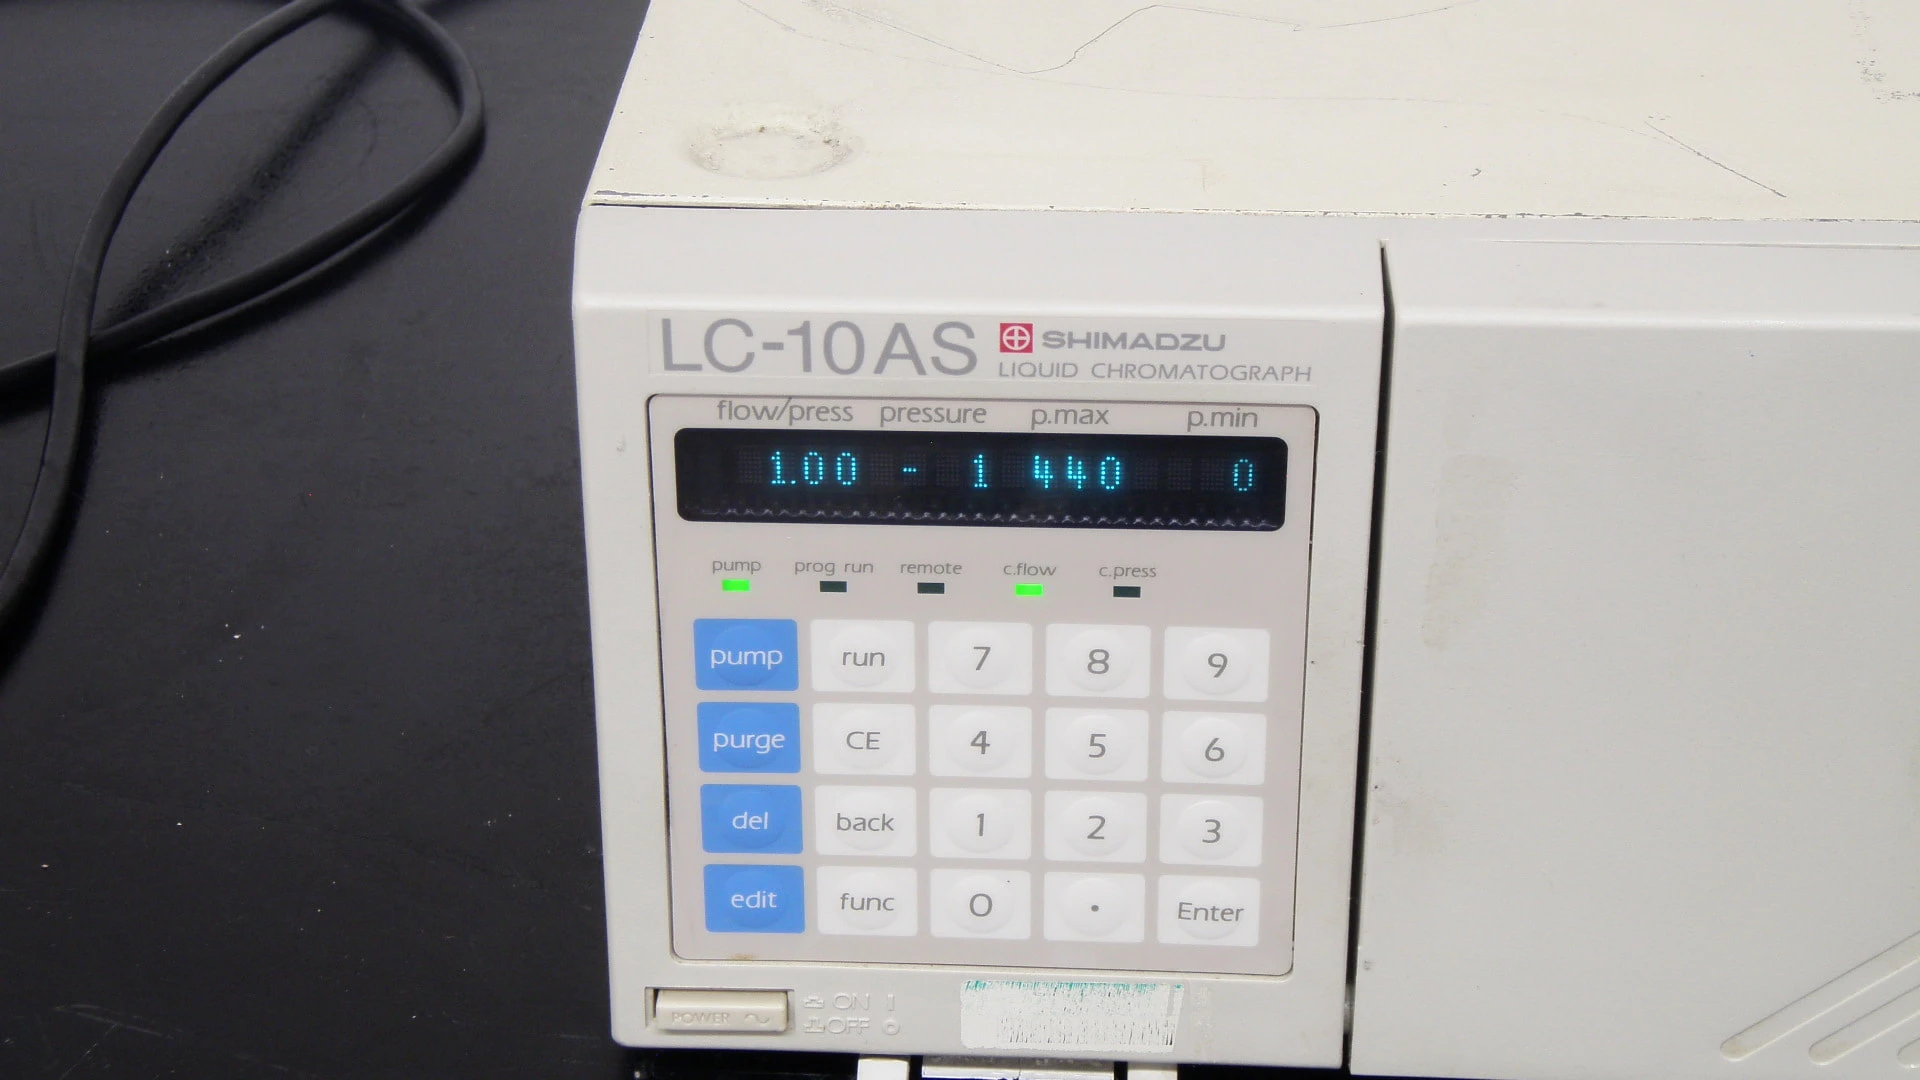 LC-10AS SHIMADZU
LIQUID CHROMATOGRAPH
flow/press pressure p.max p.min
1.00 - 1 440 0
pump prog run remote c.flow c.press
pump run 7 8 9
purge CE 4 5 6
del back 1 2 3
edit func 0 . Enter
POWER ON I
OFF O